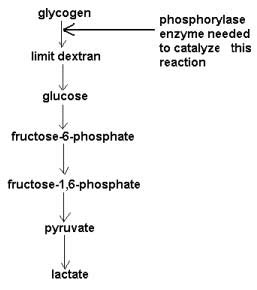 glycogen
phosphorylase
enzyme needed
to catalyze this
reaction
limit dextran
glucose
fructose-6-phosphate
fructose-1,6-phosphate
pyruvate
lactate